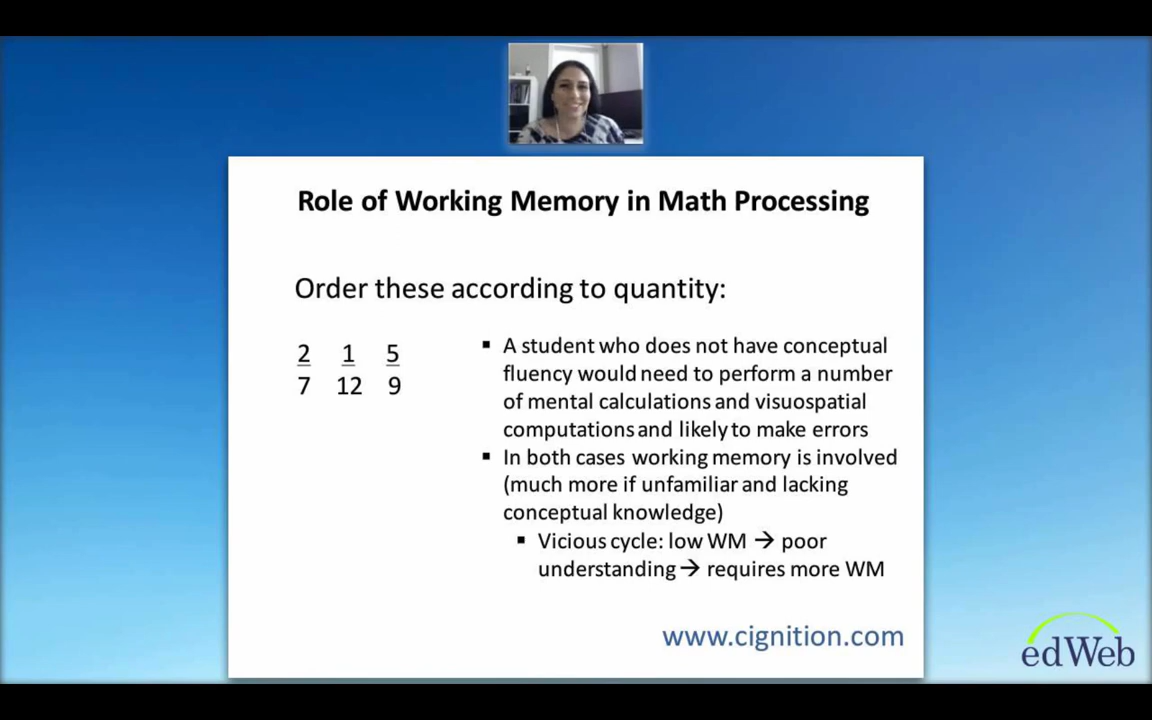 Role of Working Memory in Math Processing
Order these according to quantity:
2 1 5
7 12 9
▪ A student who does not have conceptual
fluency would need to perform a number
of mental calculations and visuospatial
computations and likely to make errors
▪ In both cases working memory is involved
(much more if unfamiliar and lacking
conceptual knowledge)
▪ Vicious cycle: low WM → poor
understanding → requires more WM
www.cignition.com
edWeb